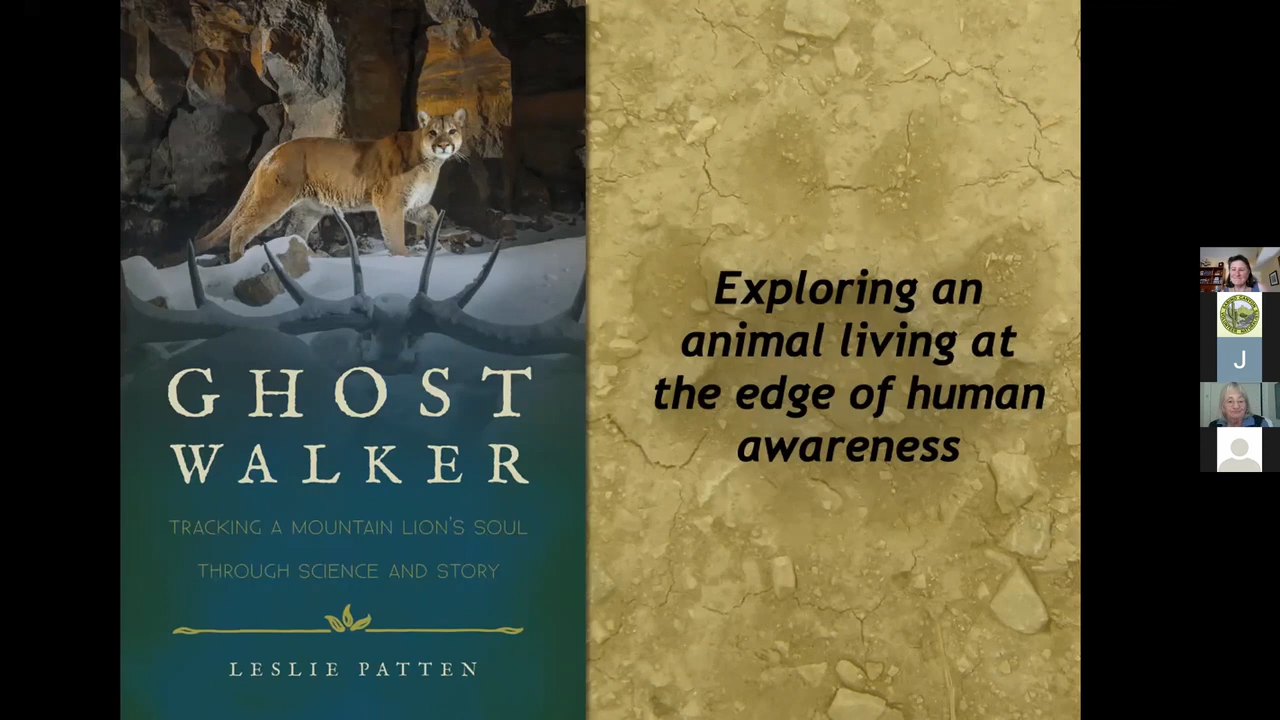 GHOST
WALKER
TRACKING A MOUNTAIN LION'S SOUL
THROUGH SCIENCE AND STORY
LESLIE PATTEN
Exploring an
animal living at
the edge of human
awareness
J